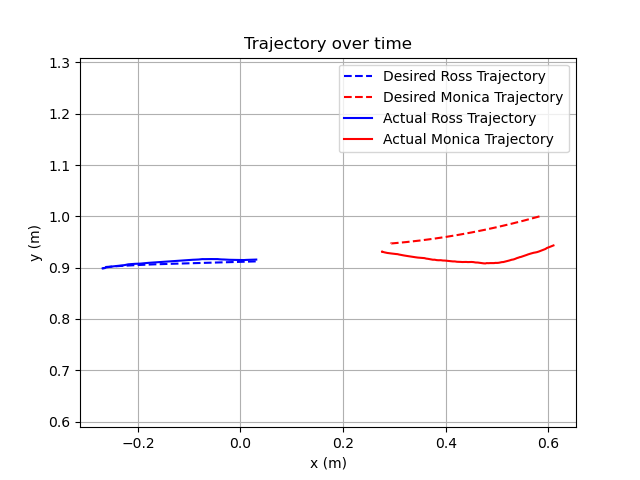 Trajectory over time
Desired Ross Trajectory
Desired Monica Trajectory
Actual Ross Trajectory
Actual Monica Trajectory
1.3
1.2
1.1
1.0
0.9
0.8
0.7
0.6
y (m)
−0.2 0.0 0.2 0.4 0.6
x (m)